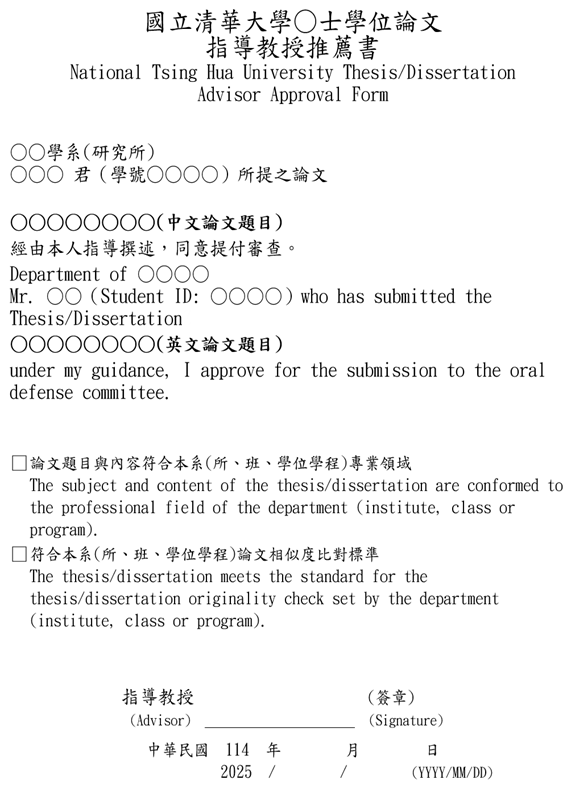 國立清華大學〇士學位論文
指導教授推薦書
National Tsing Hua University Thesis/Dissertation
Advisor Approval Form
〇〇學系(研究所)
〇〇〇 君（學號〇〇〇〇）所提之論文
〇〇〇〇〇〇〇〇(中文論文題目)
經由本人指導撰述，同意提付審查。
Department of 〇〇〇〇
Mr. 〇〇（Student ID: 〇〇〇〇）who has submitted the
Thesis/Dissertation
〇〇〇〇〇〇〇〇(英文論文題目)
under my guidance, I approve for the submission to the oral
defense committee.
□論文題目與內容符合本系(所、班、學位學程)專業領域
The subject and content of the thesis/dissertation are conformed to
the professional field of the department (institute, class or
program).
□符合本系(所、班、學位學程)論文相似度比對標準
The thesis/dissertation meets the standard for the
thesis/dissertation originality check set by the department
(institute, class or program).
指導教授 (簽章)
(Advisor) ____________________ (Signature)
中華民國 114 年 月 日
2025 / / (YYYY/MM/DD)